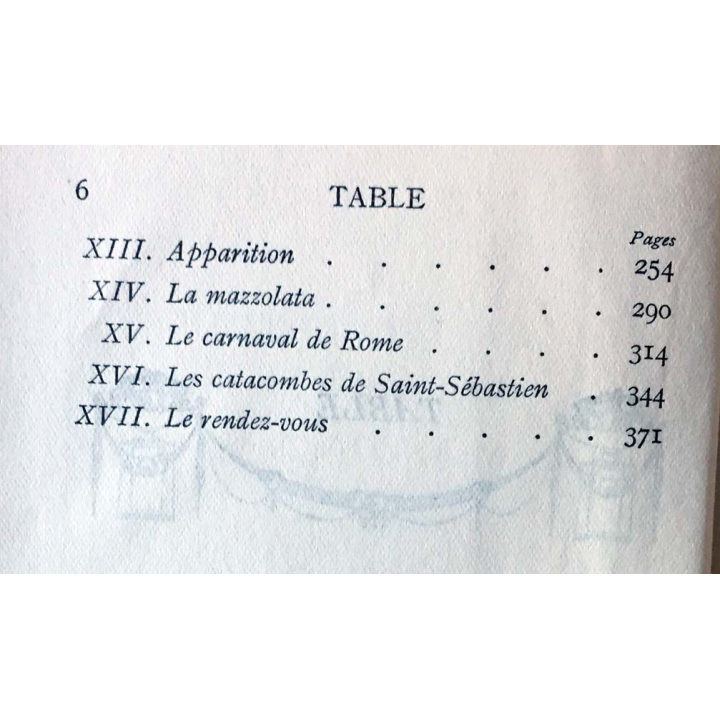 6 TABLE
Pages
XIII. Apparition . . . . . . 254
XIV. La mazzolata . . . . . . 290
XV. Le carnaval de Rome . . . . 314
XVI. Les catacombes de Saint-Sébastien . 344
XVII. Le rendez-vous . . . . . 371
TABLE